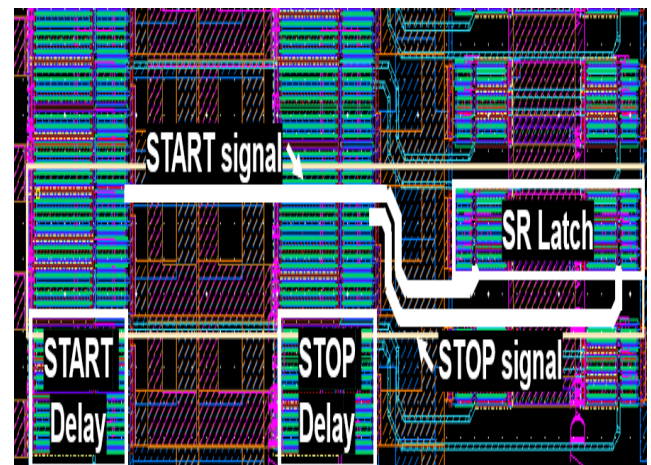 START signal
SR Latch
START
Delay
STOP
Delay
STOP signal